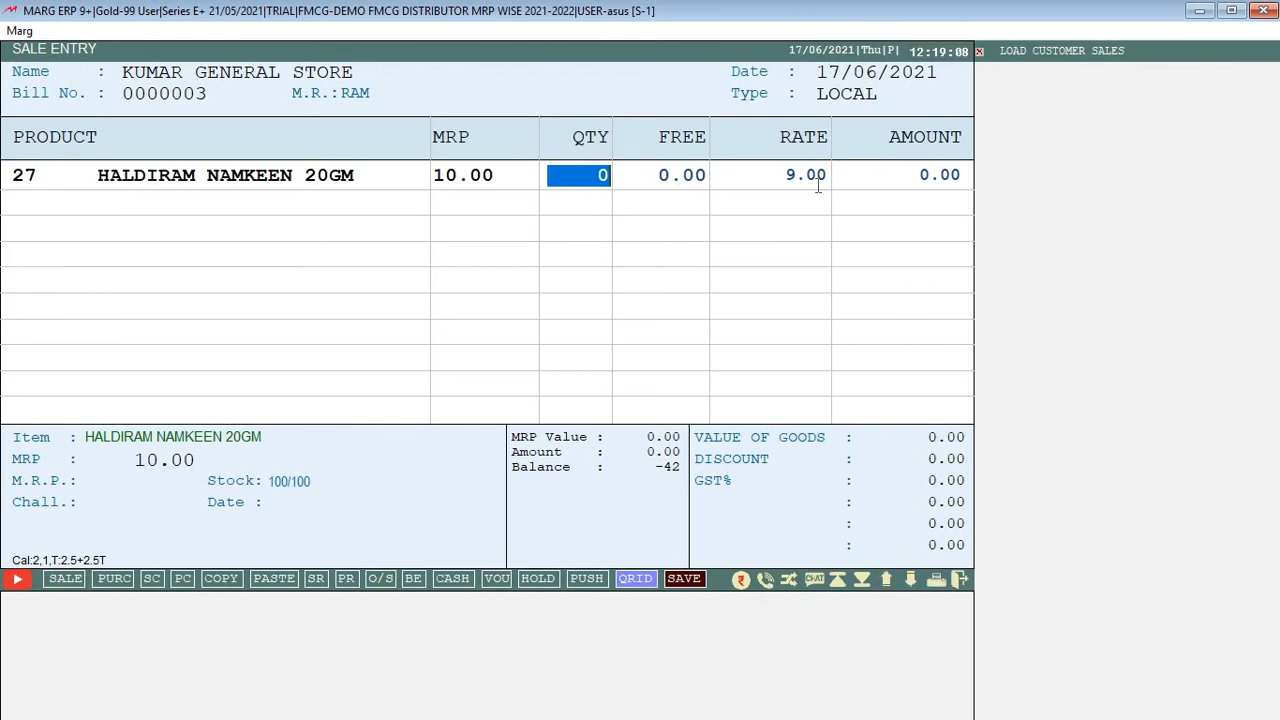 MARG ERP 9+|Gold-99 User|Series E+ 21/05/2021|TRIAL|FMCG-DEMO FMCG DISTRIBUTOR MRP WISE 2021-2022|USER-asus [S-1]
Marg
SALE ENTRY 17/06/2021|Thu|P| 12:19:08 LOAD CUSTOMER SALES
Name : KUMAR GENERAL STORE Date : 17/06/2021
Bill No. : 0000003 M.R.:RAM Type : LOCAL
PRODUCT MRP QTY FREE RATE AMOUNT
27 HALDIRAM NAMKEEN 20GM 10.00 0 0.00 9.00 0.00
Item : HALDIRAM NAMKEEN 20GM MRP Value : 0.00 VALUE OF GOODS : 0.00
MRP : 10.00 Amount : 0.00 DISCOUNT : 0.00
Balance : -42
M.R.P.: Stock: 100/100 GST% : 0.00
Chall.: Date : : 0.00
: 0.00
: 0.00
Cal:2,1,T:2.5+2.5T
SALE PURC SC PC COPY PASTE SR PR O/S BE CASH VOU HOLD PUSH QRID SAVE ₹ CHAT